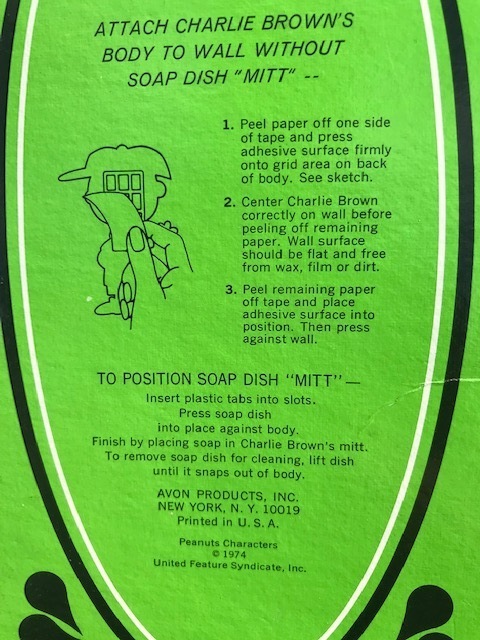 ATTACH CHARLIE BROWN'S
BODY TO WALL WITHOUT
SOAP DISH "MITT" --
1. Peel paper off one side
of tape and press
adhesive surface firmly
onto grid area on back
of body. See sketch.
2. Center Charlie Brown
correctly on wall before
peeling off remaining
paper. Wall surface
should be flat and free
from wax, film or dirt.
3. Peel remaining paper
off tape and place
adhesive surface into
position. Then press
against wall.
TO POSITION SOAP DISH "MITT"—
Insert plastic tabs into slots.
Press soap dish
into place against body.
Finish by placing soap in Charlie Brown's mitt.
To remove soap dish for cleaning, lift dish
until it snaps out of body.
AVON PRODUCTS, INC.
NEW YORK, N. Y. 10019
Printed in U. S. A.
Peanuts Characters
© 1974
United Feature Syndicate, Inc.